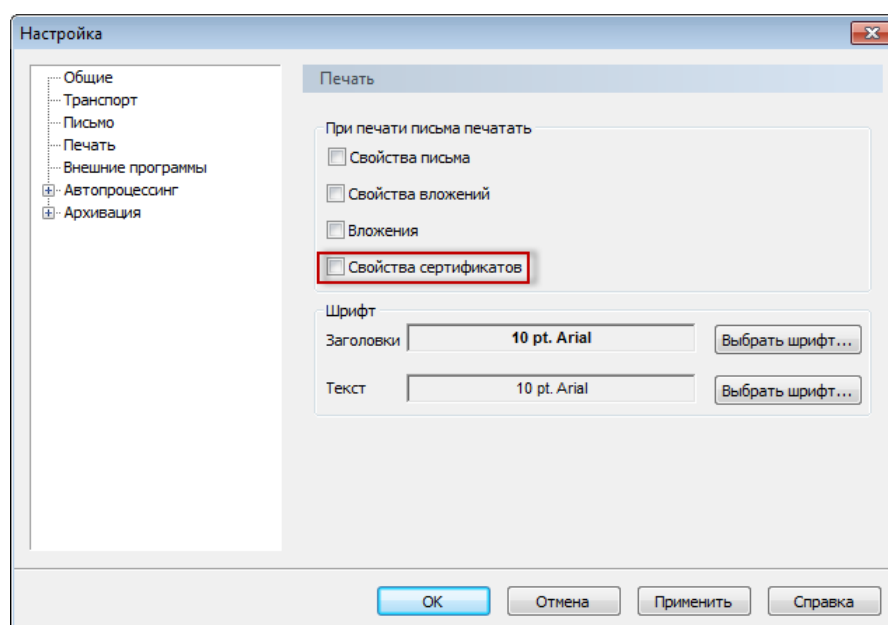 Настройка
Общие
Транспорт
Письмо
Печать
Внешние программы
Автопроцессинг
Архивация
Печать
При печати письма печатать
Свойства письма
Свойства вложений
Вложения
Свойства сертификатов
Шрифт
Заголовки 10 pt. Arial Выбрать шрифт...
Текст 10 pt. Arial Выбрать шрифт...
OK Отмена Применить Справка